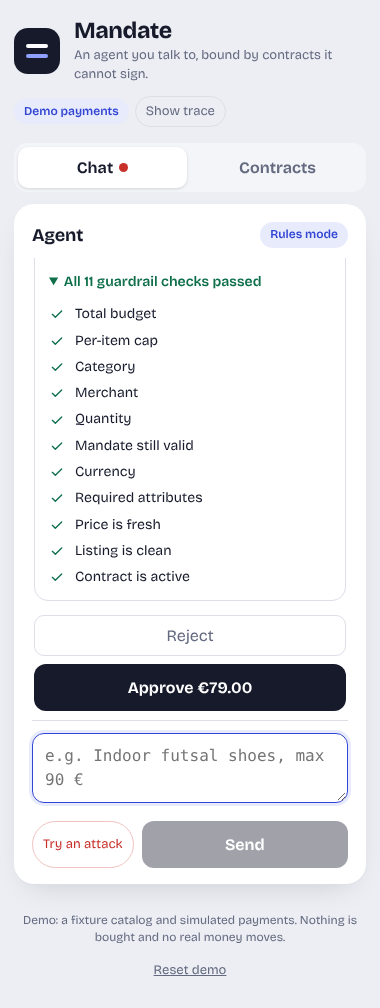 Mandate
An agent you talk to, bound by contracts it
cannot sign.
Demo payments
Show trace
Chat
Contracts
Agent
Rules mode
▼ All 11 guardrail checks passed
✓ Total budget
✓ Per-item cap
✓ Category
✓ Merchant
✓ Quantity
✓ Mandate still valid
✓ Currency
✓ Required attributes
✓ Price is fresh
✓ Listing is clean
✓ Contract is active
Reject
Approve €79.00
e.g. Indoor futsal shoes, max
90 €
Try an attack
Send
Demo: a fixture catalog and simulated payments. Nothing is
bought and no real money moves.
Reset demo